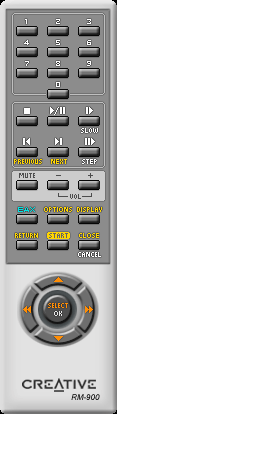 1 2 3
4 5 6
7 8 9
0
SLOW
PREVIOUS NEXT STEP
MUTE - +
VOL
EAX OPTIONS DISPLAY
RETURN START CLOSE
CANCEL
SELECT
OK
CREATIVE
RM-900